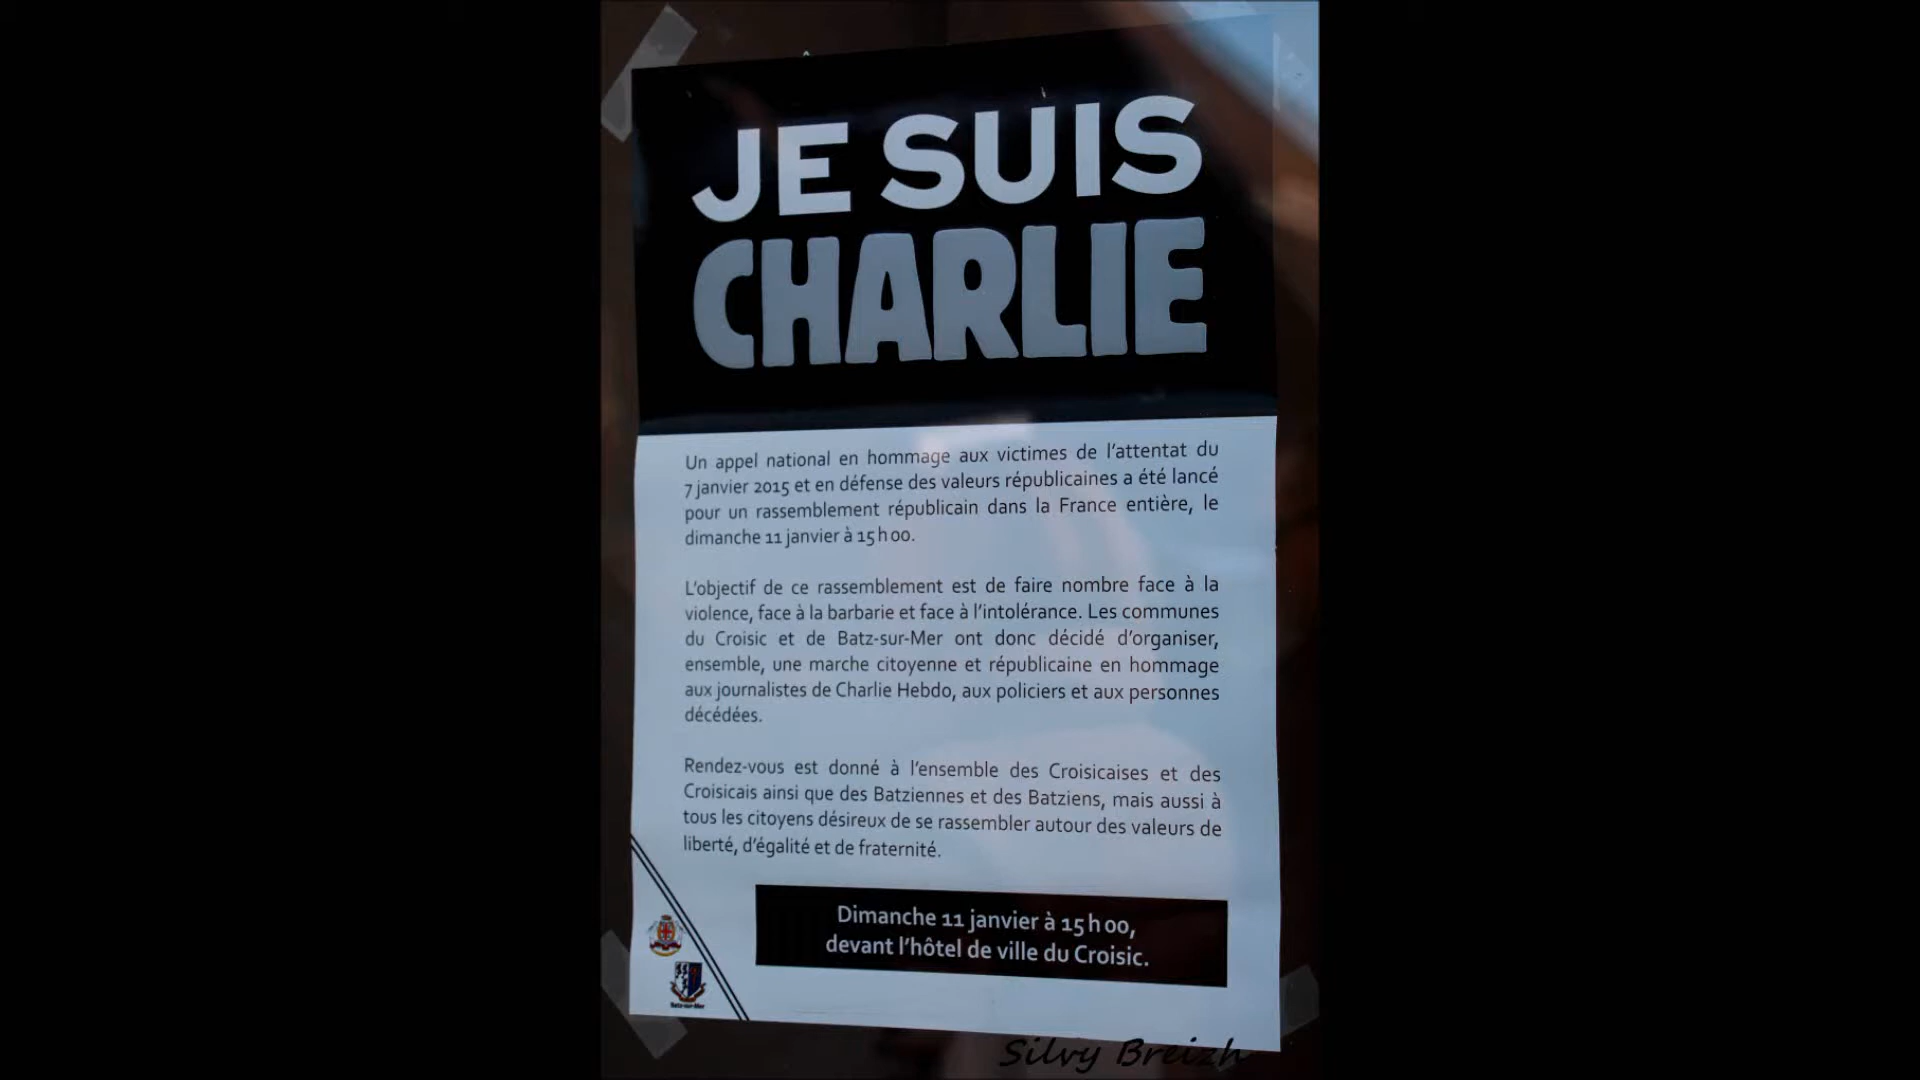 JE SUIS
CHARLIE
Un appel national en hommage aux victimes de l'attentat du
7 janvier 2015 et en défense des valeurs républicaines a été lancé
pour un rassemblement républicain dans la France entière, le
dimanche 11 janvier à 15 h 00.
L'objectif de ce rassemblement est de faire nombre face à la
violence, face à la barbarie et face à l'intolérance. Les communes
du Croisic et de Batz-sur-Mer ont donc décidé d'organiser,
ensemble, une marche citoyenne et républicaine en hommage
aux journalistes de Charlie Hebdo, aux policiers et aux personnes
décédées.
Rendez-vous est donné à l'ensemble des Croisicaises et des
Croisicais ainsi que des Batziennes et des Batziens, mais aussi à
tous les citoyens désireux de se rassembler autour des valeurs de
liberté, d'égalité et de fraternité.
Dimanche 11 janvier à 15 h 00,
devant l'hôtel de ville du Croisic.
Batz-sur-Mer
Silvy Breizh